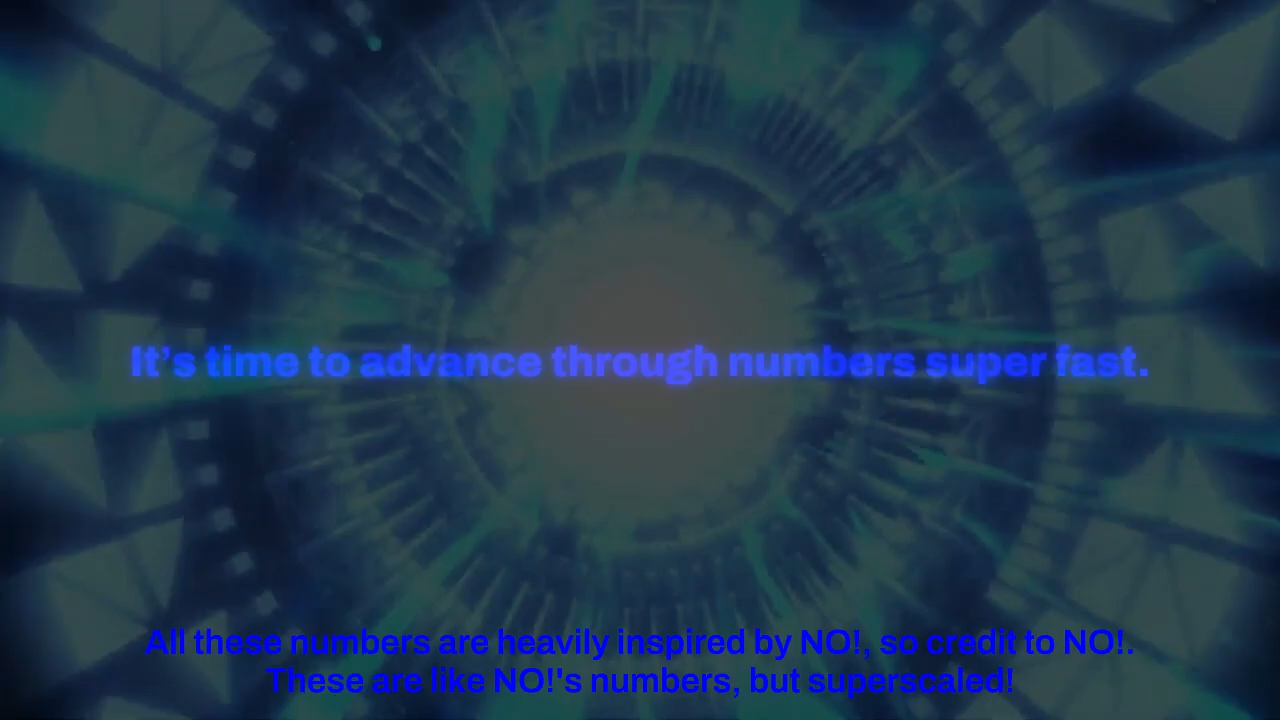 It’s time to advance through numbers super fast.
All these numbers are heavily inspired by NO!, so credit to NO!.
These are like NO!'s numbers, but superscaled!